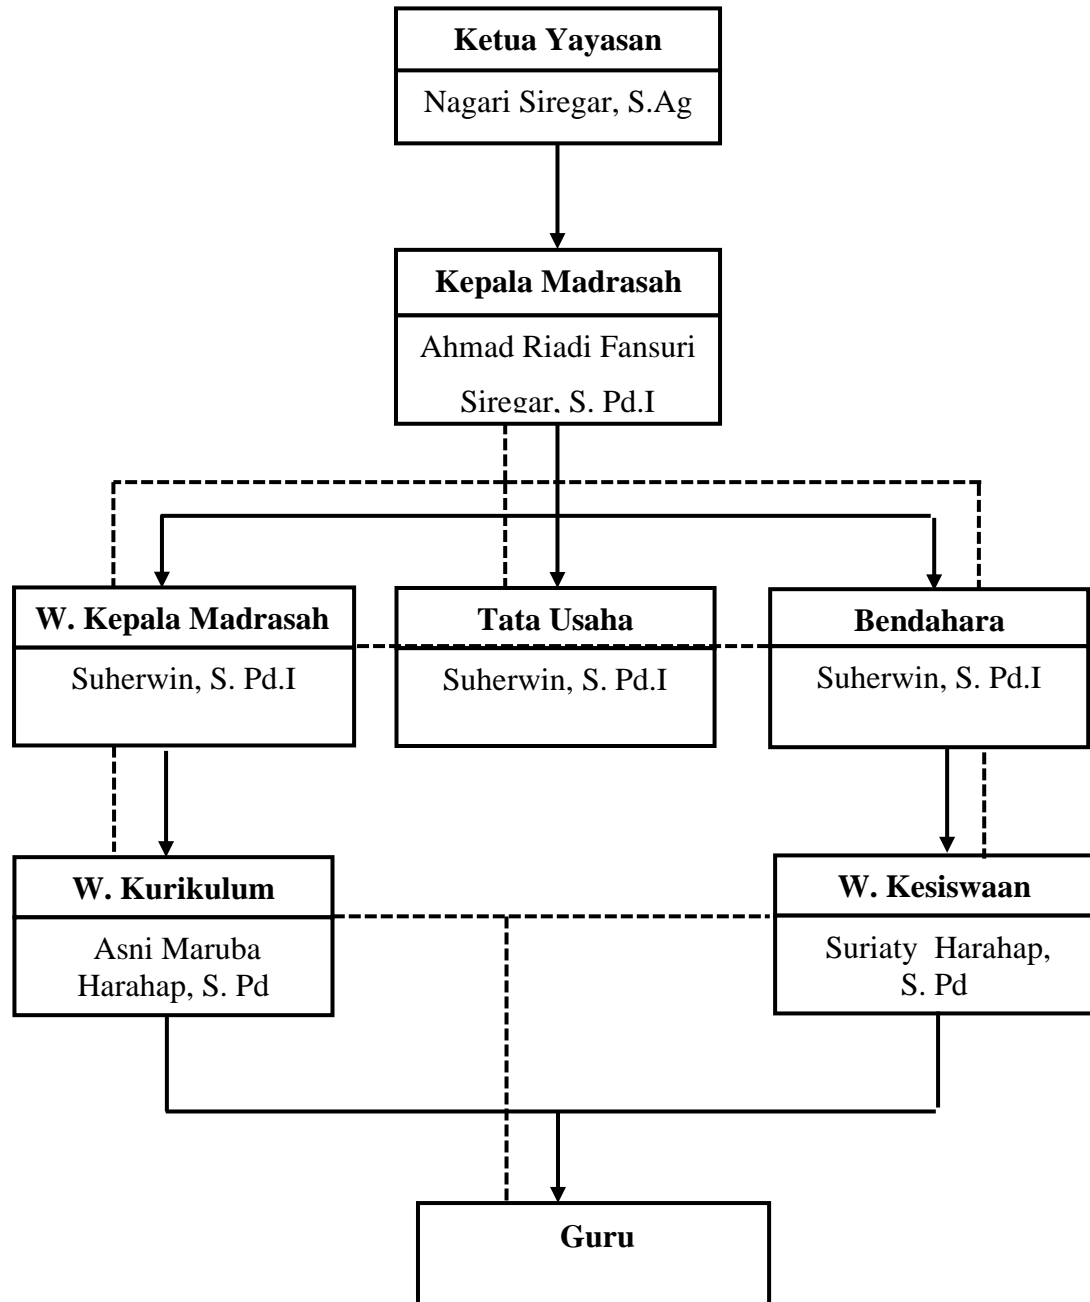 Ketua Yayasan
Nagari Siregar, S.Ag
Kepala Madrasah
Ahmad Riadi Fansuri
Siregar, S. Pd.I
W. Kepala Madrasah
Suherwin, S. Pd.I
Tata Usaha
Suherwin, S. Pd.I
Bendahara
Suherwin, S. Pd.I
W. Kurikulum
Asni Maruba
Harahap, S. Pd
W. Kesiswaan
Suriaty  Harahap,
S. Pd
Guru